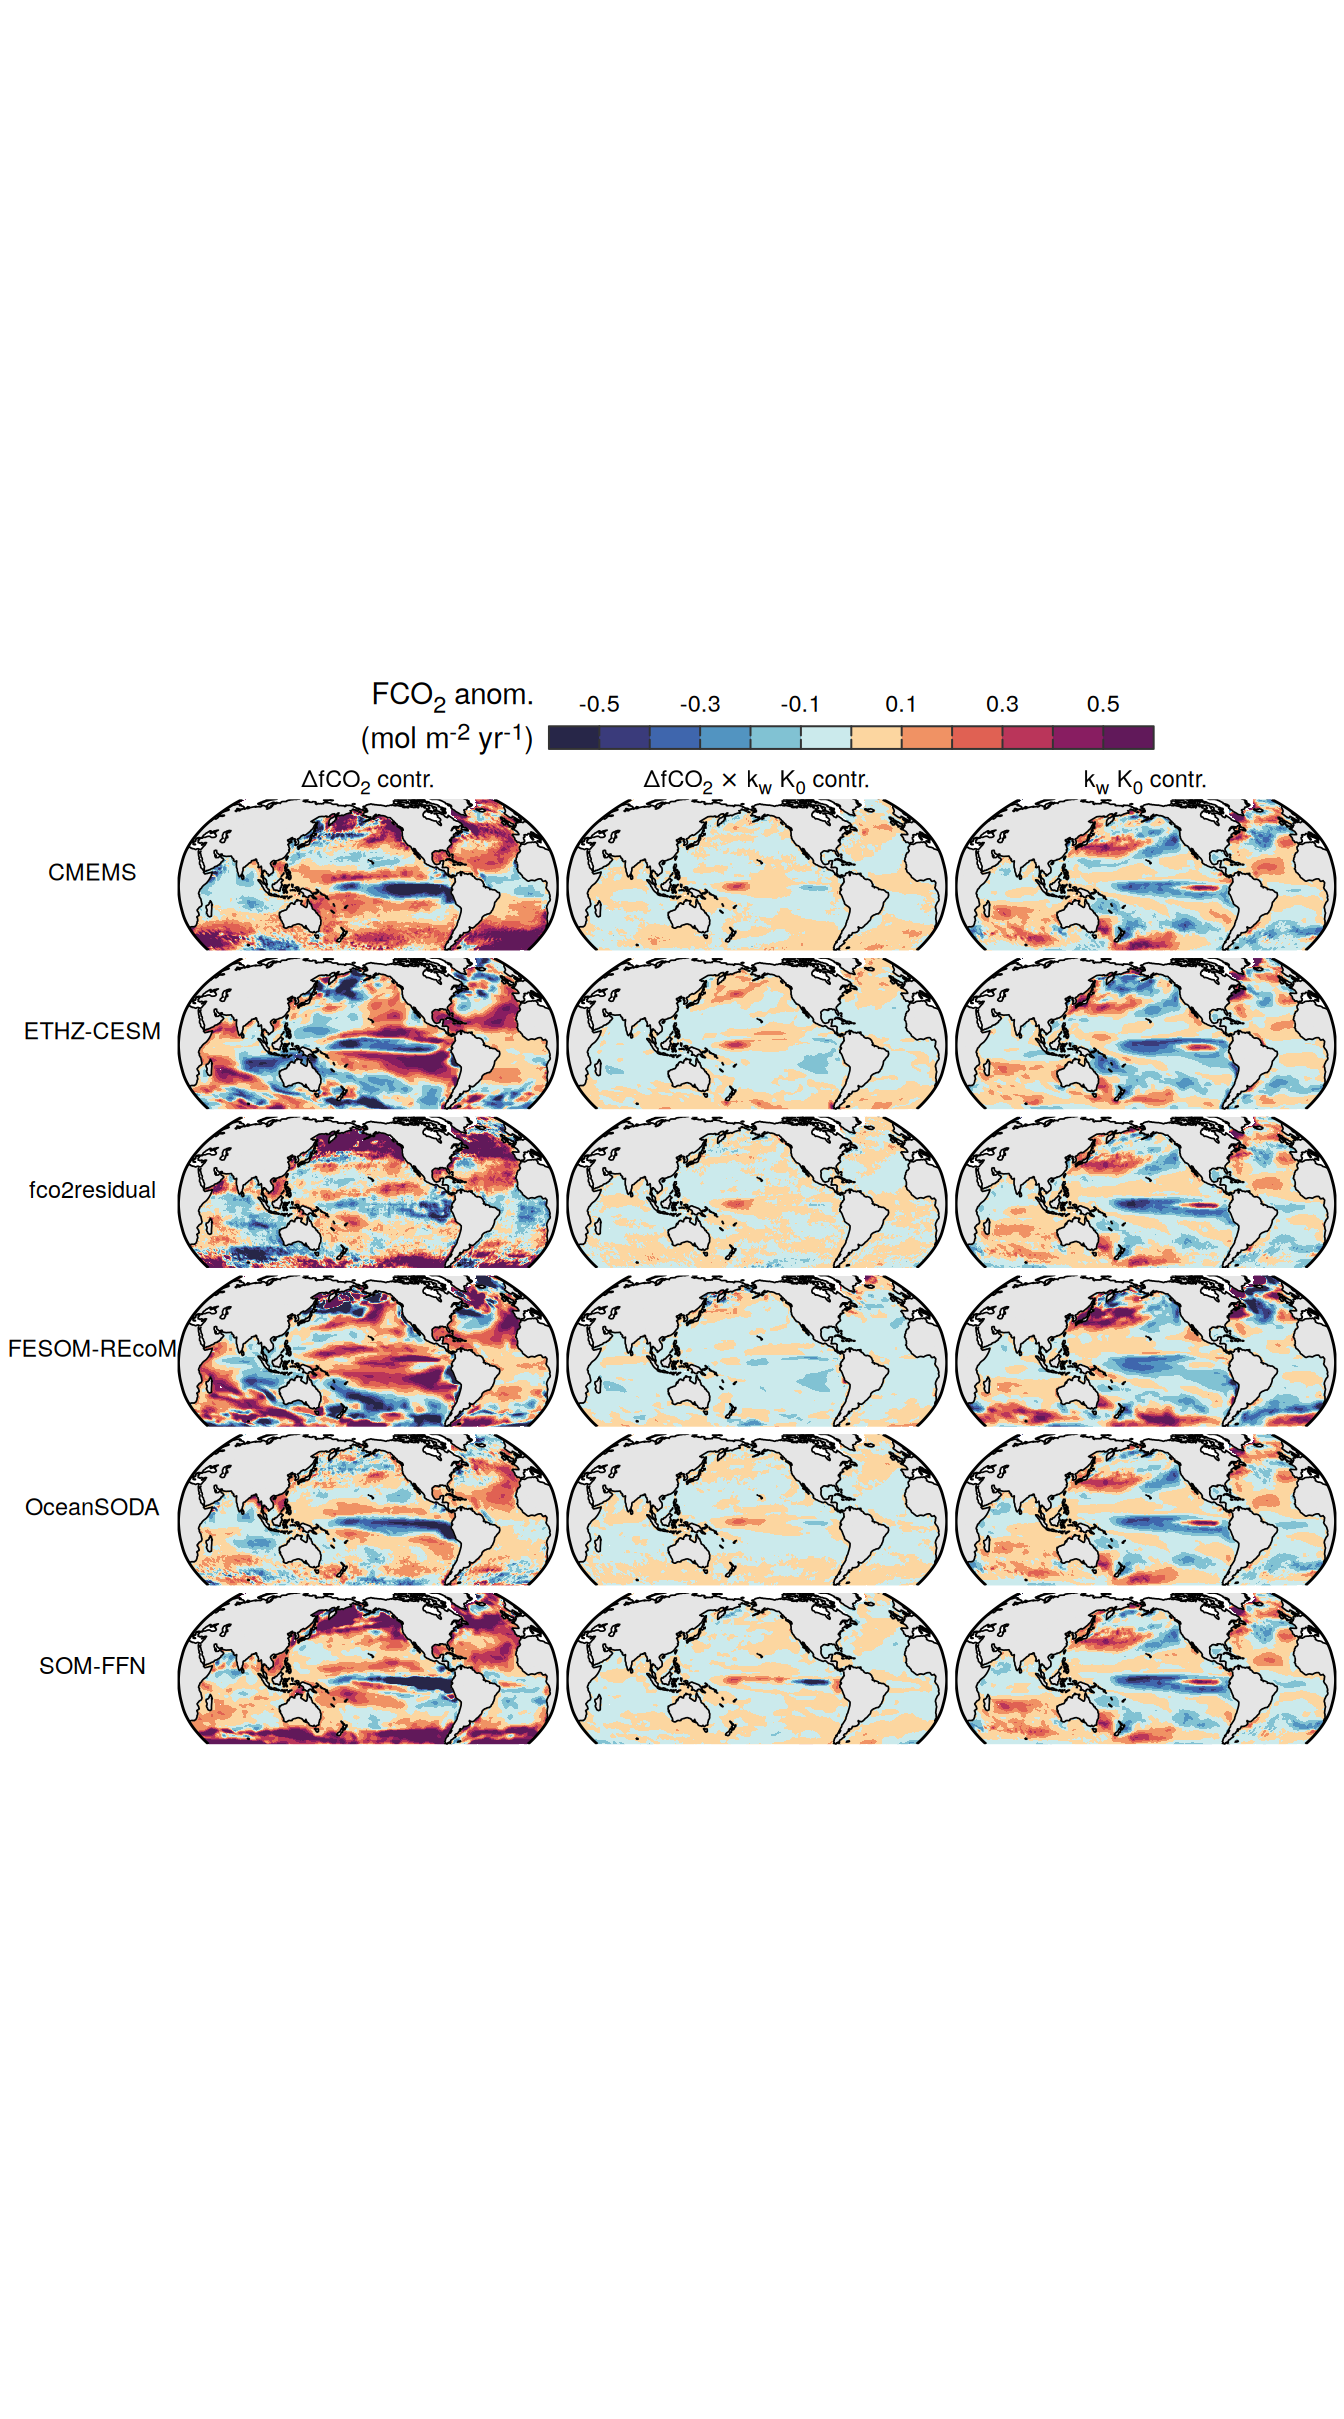 FCO2 anom.
(mol m-2 yr-1)
-0.5 -0.3 -0.1 0.1 0.3 0.5
ΔfCO2 contr.
ΔfCO2 × kw K0 contr.
kw K0 contr.
CMEMS
ETHZ-CESM
fco2residual
FESOM-REcoM
OceanSODA
SOM-FFN